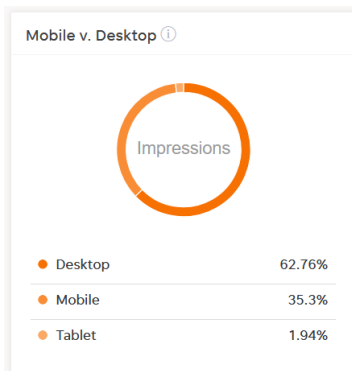 Mobile v. Desktop
Impressions
Desktop 62.76%
Mobile 35.3%
Tablet 1.94%